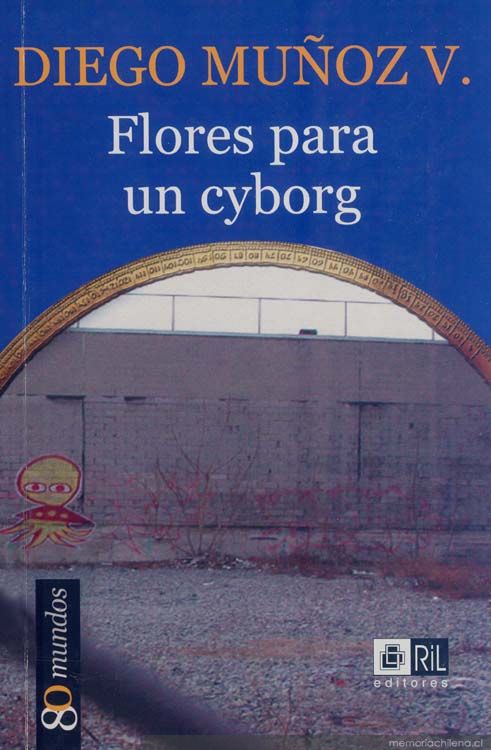 DIEGO MUÑOZ V.
Flores para
un cyborg
80 mundos
RiL
editores
memoriachilena.cl